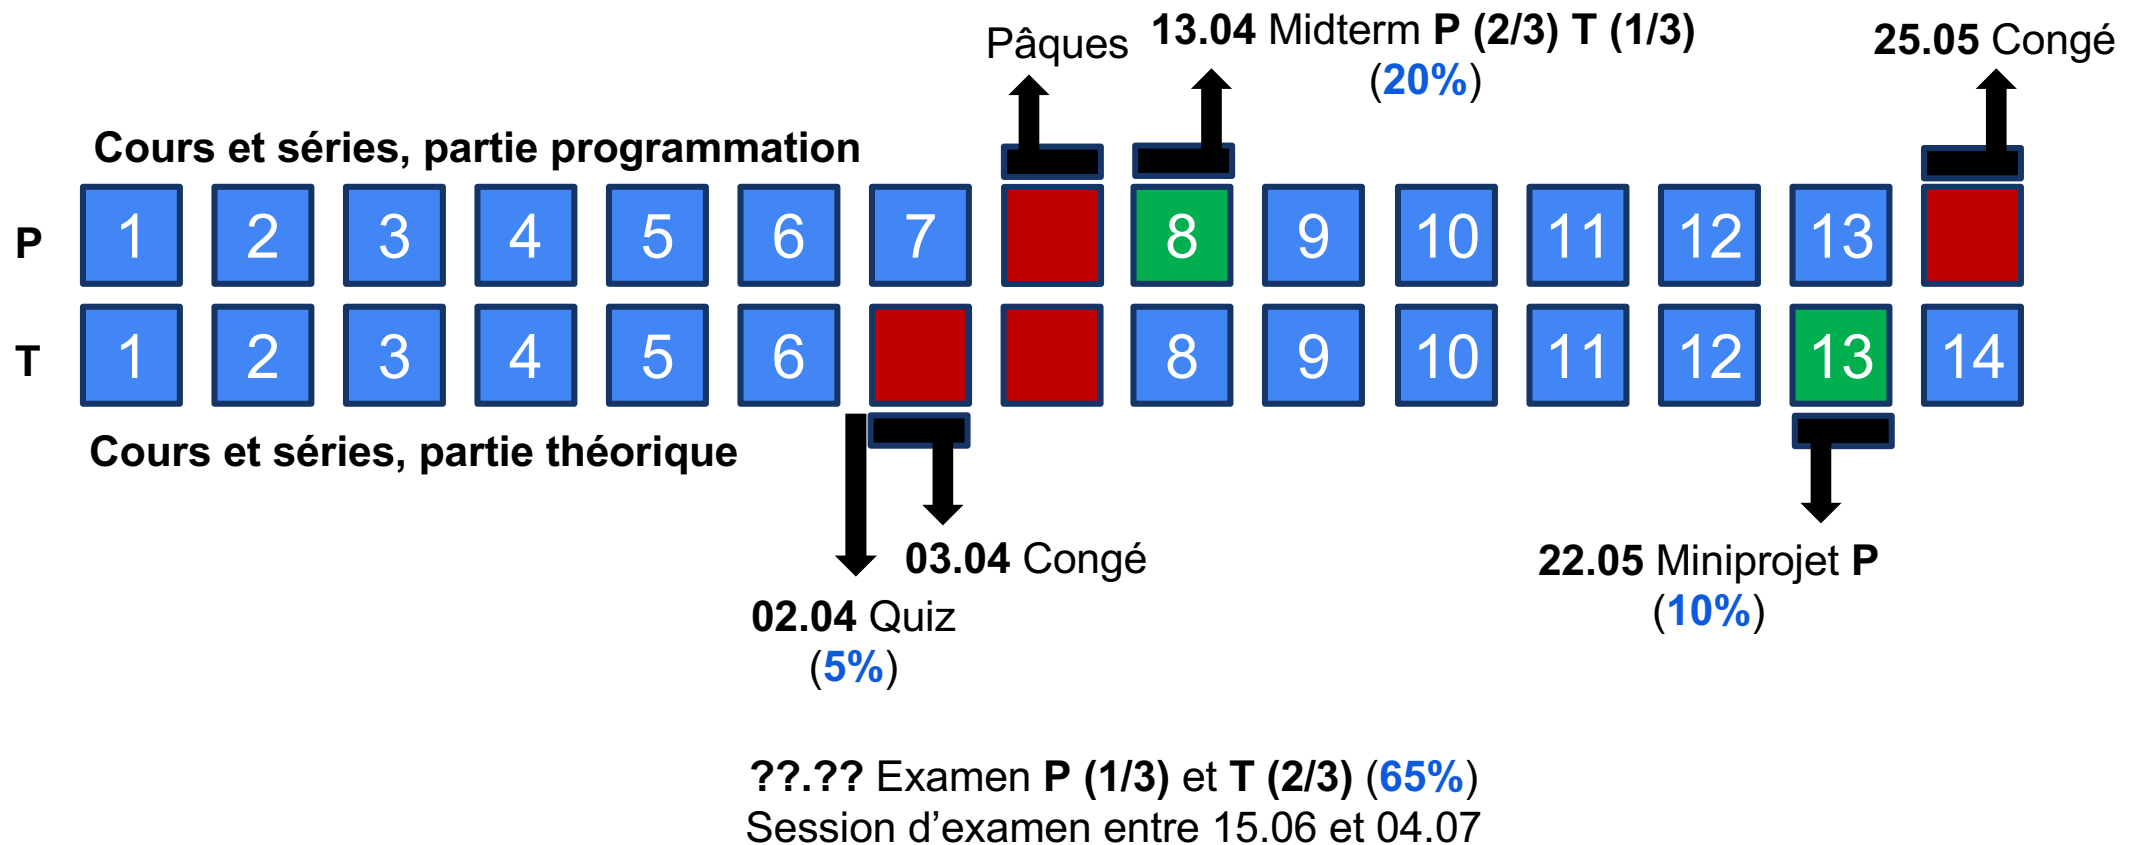 Pâques
13.04 Midterm P (2/3) T (1/3)
(20%)
25.05 Congé
Cours et séries, partie programmation
P 1 2 3 4 5 6 7 8 9 10 11 12 13
T 1 2 3 4 5 6 8 9 10 11 12 13 14
Cours et séries, partie théorique
03.04 Congé
02.04 Quiz
(5%)
22.05 Miniprojet P
(10%)
??.?? Examen P (1/3) et T (2/3) (65%)
Session d’examen entre 15.06 et 04.07